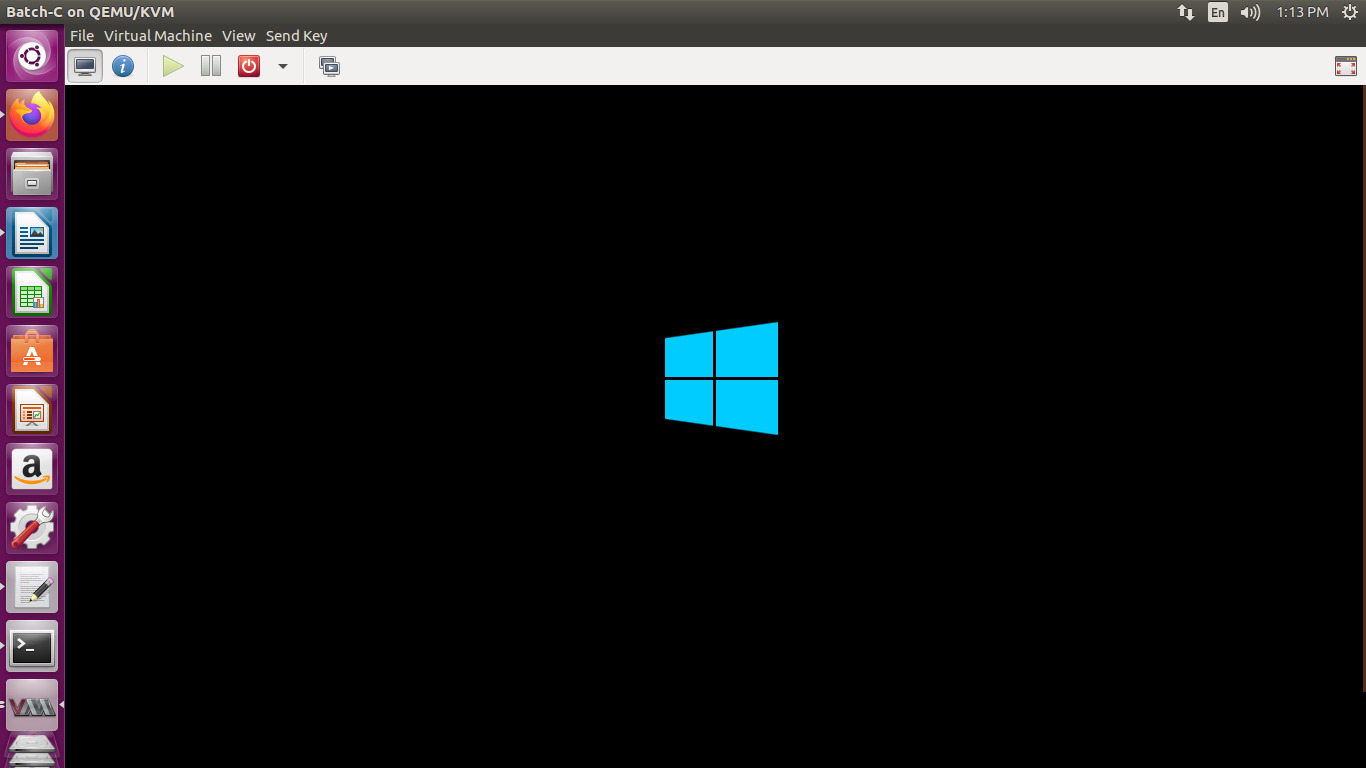 Batch-C on QEMU/KVM
En
1:13 PM
File Virtual Machine View Send Key